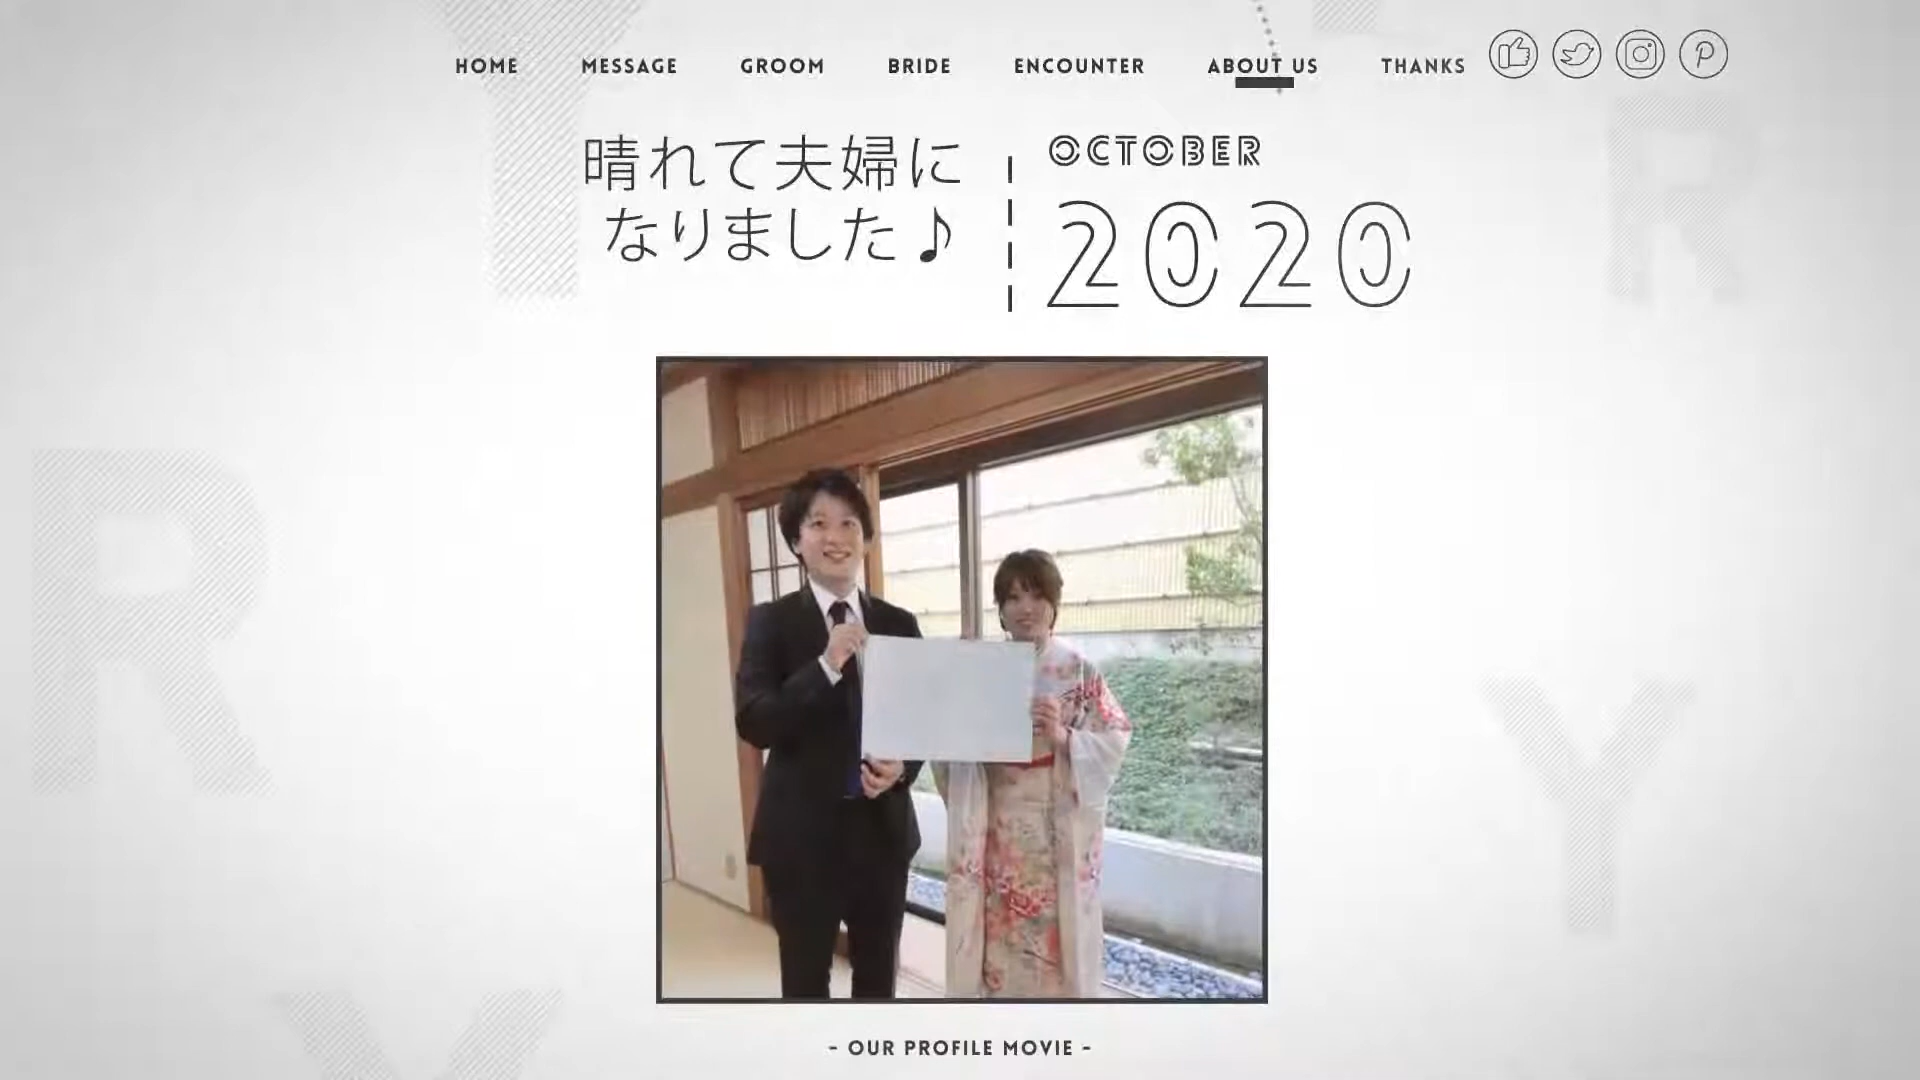 HOME MESSAGE GROOM BRIDE ENCOUNTER ABOUT US THANKS
晴れて夫婦に
なりました♪
OCTOBER
2020
R
Y
R
Y
- OUR PROFILE MOVIE -